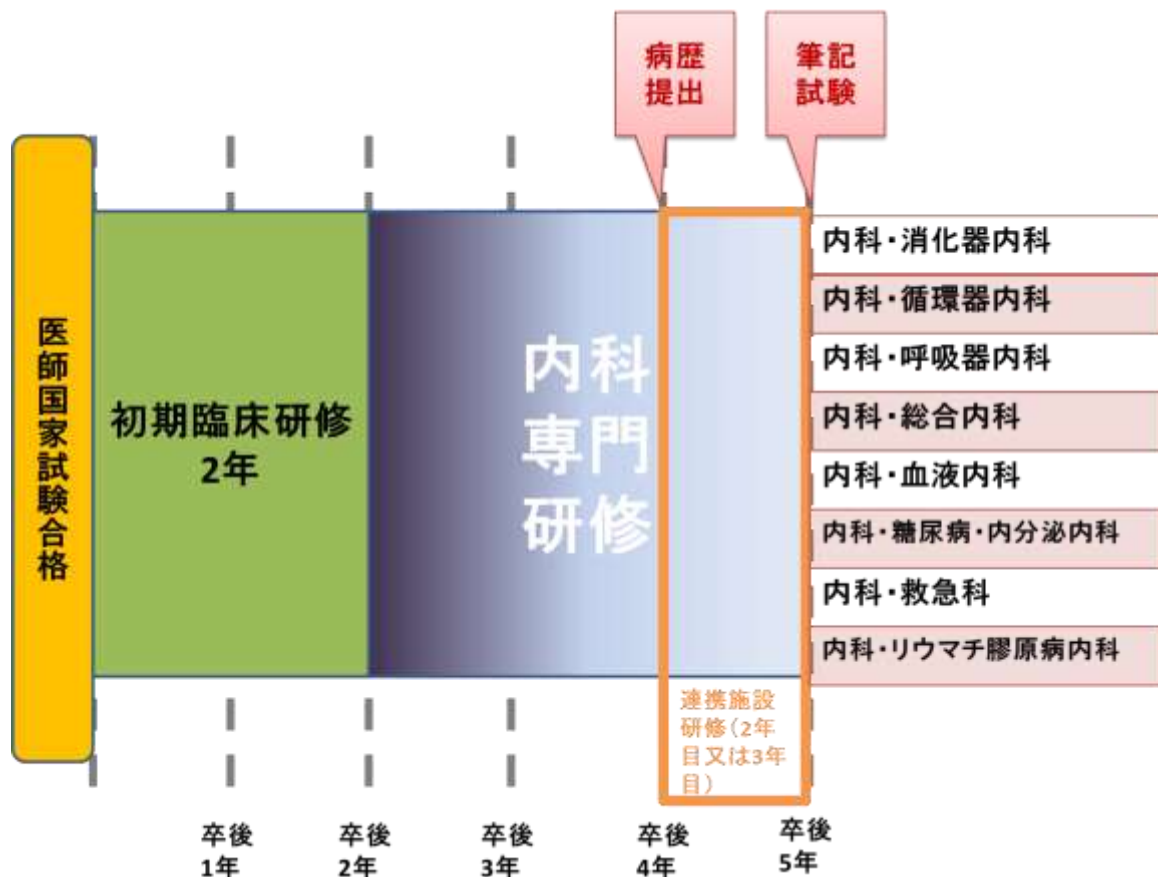 病歴
提出
筆記
試験
医師国家試験合格
初期臨床研修
2年
内科
専門
研修
内科・消化器内科
内科・循環器内科
内科・呼吸器内科
内科・総合内科
内科・血液内科
内科・糖尿病・内分泌内科
内科・救急科
内科・リウマチ膠原病内科
連携施設
研修(2年
目又は3年
目)
卒後
1年
卒後
2年
卒後
3年
卒後
4年
卒後
5年